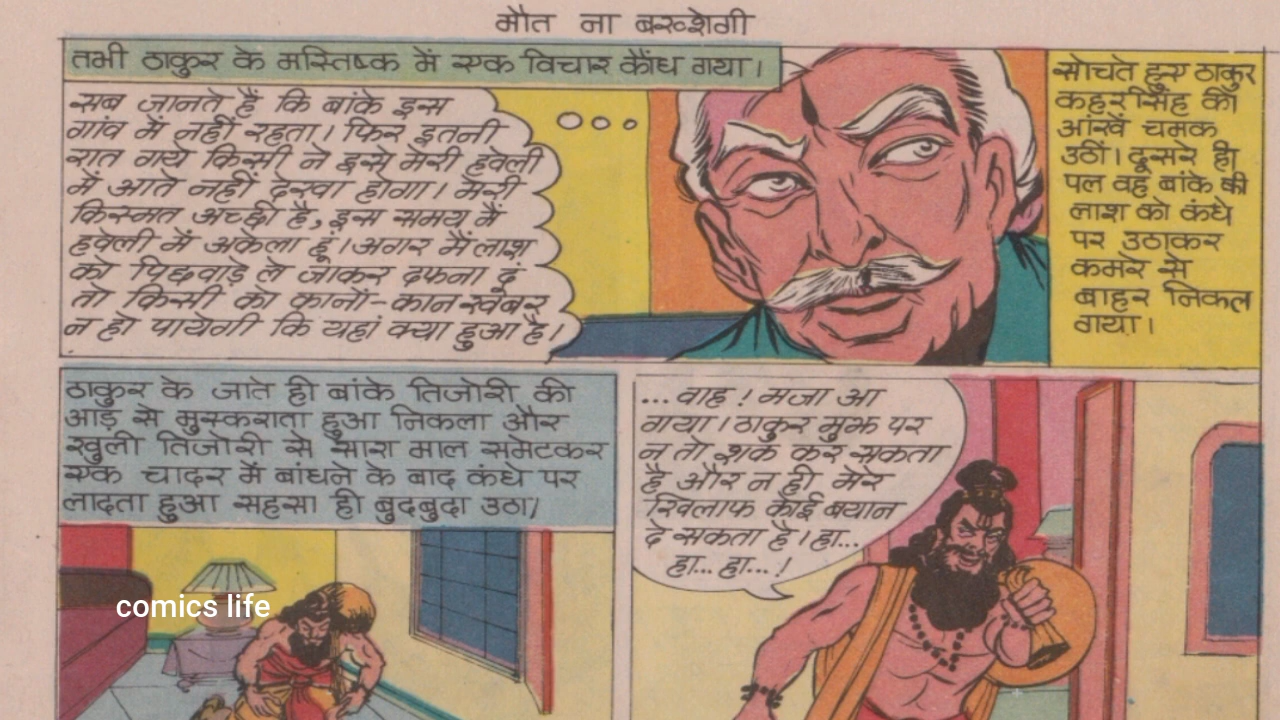 मौत ना बख्शेगी
तभी ठाकुर के मस्तिष्क में एक विचार कौंध गया।
सब जानते हैं कि बांके इस
गांव में नहीं रहता। फिर इतनी
रात गये किसी ने इसे मेरी हवेली
में आते नहीं देखा होगा। मेरी
किस्मत अच्छी है, इस समय मैं
हवेली में अकेला हूं। अगर मैं लाश
को पिछवाड़े ले जाकर दफना दूं
तो किसी को कानों-कान खबर
न हो पायेगी कि यहां क्या हुआ है।
सोचते हुए ठाकुर
कहर सिंह की
आंखें चमक
उठीं। दूसरे ही
पल वह बांके की
लाश को कंधे
पर उठाकर
कमरे से
बाहर निकल
गया।
ठाकुर के जाते ही बांके तिजोरी की
आड़ से मुस्कराता हुआ निकला और
खुली तिजोरी से सारा माल समेटकर
एक चादर में बांधने के बाद कंधे पर
लादता हुआ सहसा ही बुदबुदा उठा/
...वाह! मजा आ
गया। ठाकुर मुझ पर
न तो शक कर सकता
है और न ही मेरे
खिलाफ कोई बयान
दे सकता है। हा...
हा... हा...!
comics life